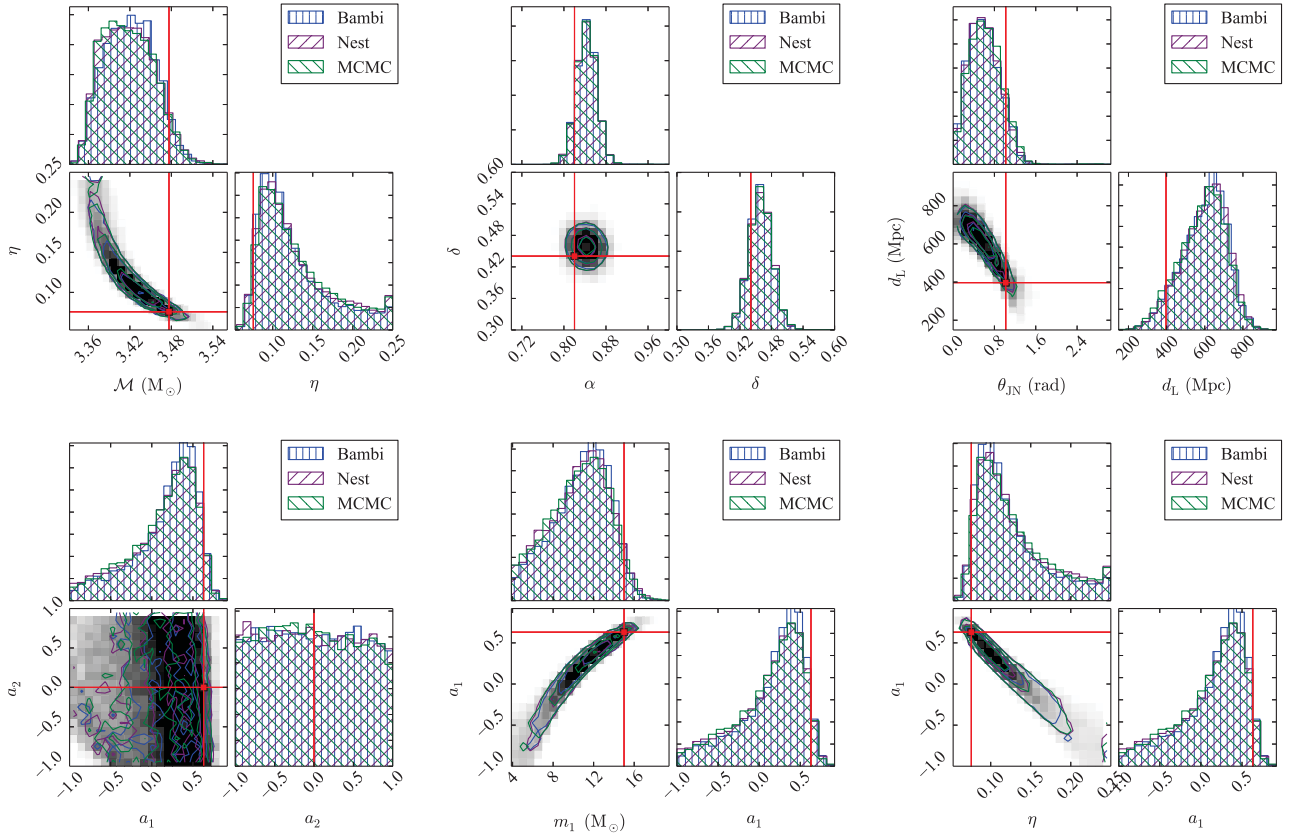 Bambi
Nest
MCMC
Bambi
Nest
MCMC
Bambi
Nest
MCMC
0.25
0.20
0.15
0.10
η
3.36
3.42
3.48
3.54
ℳ (M⊙)
0.10
0.15
0.20
0.25
η
0.60
0.54
0.48
0.42
0.36
0.30
δ
0.72
0.80
0.88
0.96
α
0.30
0.36
0.42
0.48
0.54
0.60
δ
800
600
400
200
d_L (Mpc)
0.0
0.8
1.6
2.4
θ_JN (rad)
200
400
600
800
d_L (Mpc)
Bambi
Nest
MCMC
Bambi
Nest
MCMC
Bambi
Nest
MCMC
1.0
0.5
0.0
−0.5
−1.0
a₂
−1.0
−0.5
0.0
0.5
a₁
−1.0
−0.5
0.0
0.5
1.0
a₂
0.5
0.0
−0.5
−1.0
a₁
4
8
12
16
m₁ (M⊙)
−1.0
−0.5
0.0
0.5
a₁
0.5
0.0
−0.5
−1.0
a₁
0.10
0.15
0.20
0.25
η
−0.5
0.0
0.5
a₁